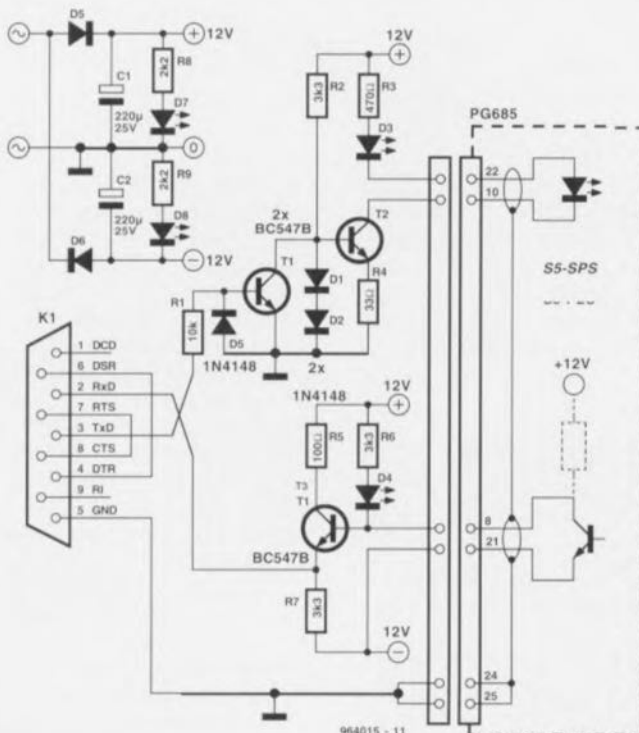 D5
12V
R8
2k2
C1
D7
220µ
25V
0
R9
2k2
C2
D8
220µ
25V
D6
12V
12V
R2
3k3
R3
470Ω
D3
2x
BC547B
T2
T1
D1
R4
33Ω
D2
R1
10k
D5
1N4148
2x
1N4148
12V
R5
100Ω
R6
3k3
D4
T3
T1
BC547B
R7
3k3
12V
K1
1 DCD
6 DSR
2 RxD
7 RTS
3 TxD
8 CTS
4 DTR
9 RI
5 GND
PG685
22
10
S5-SPS
+12V
8
21
24
25
964015 - 11